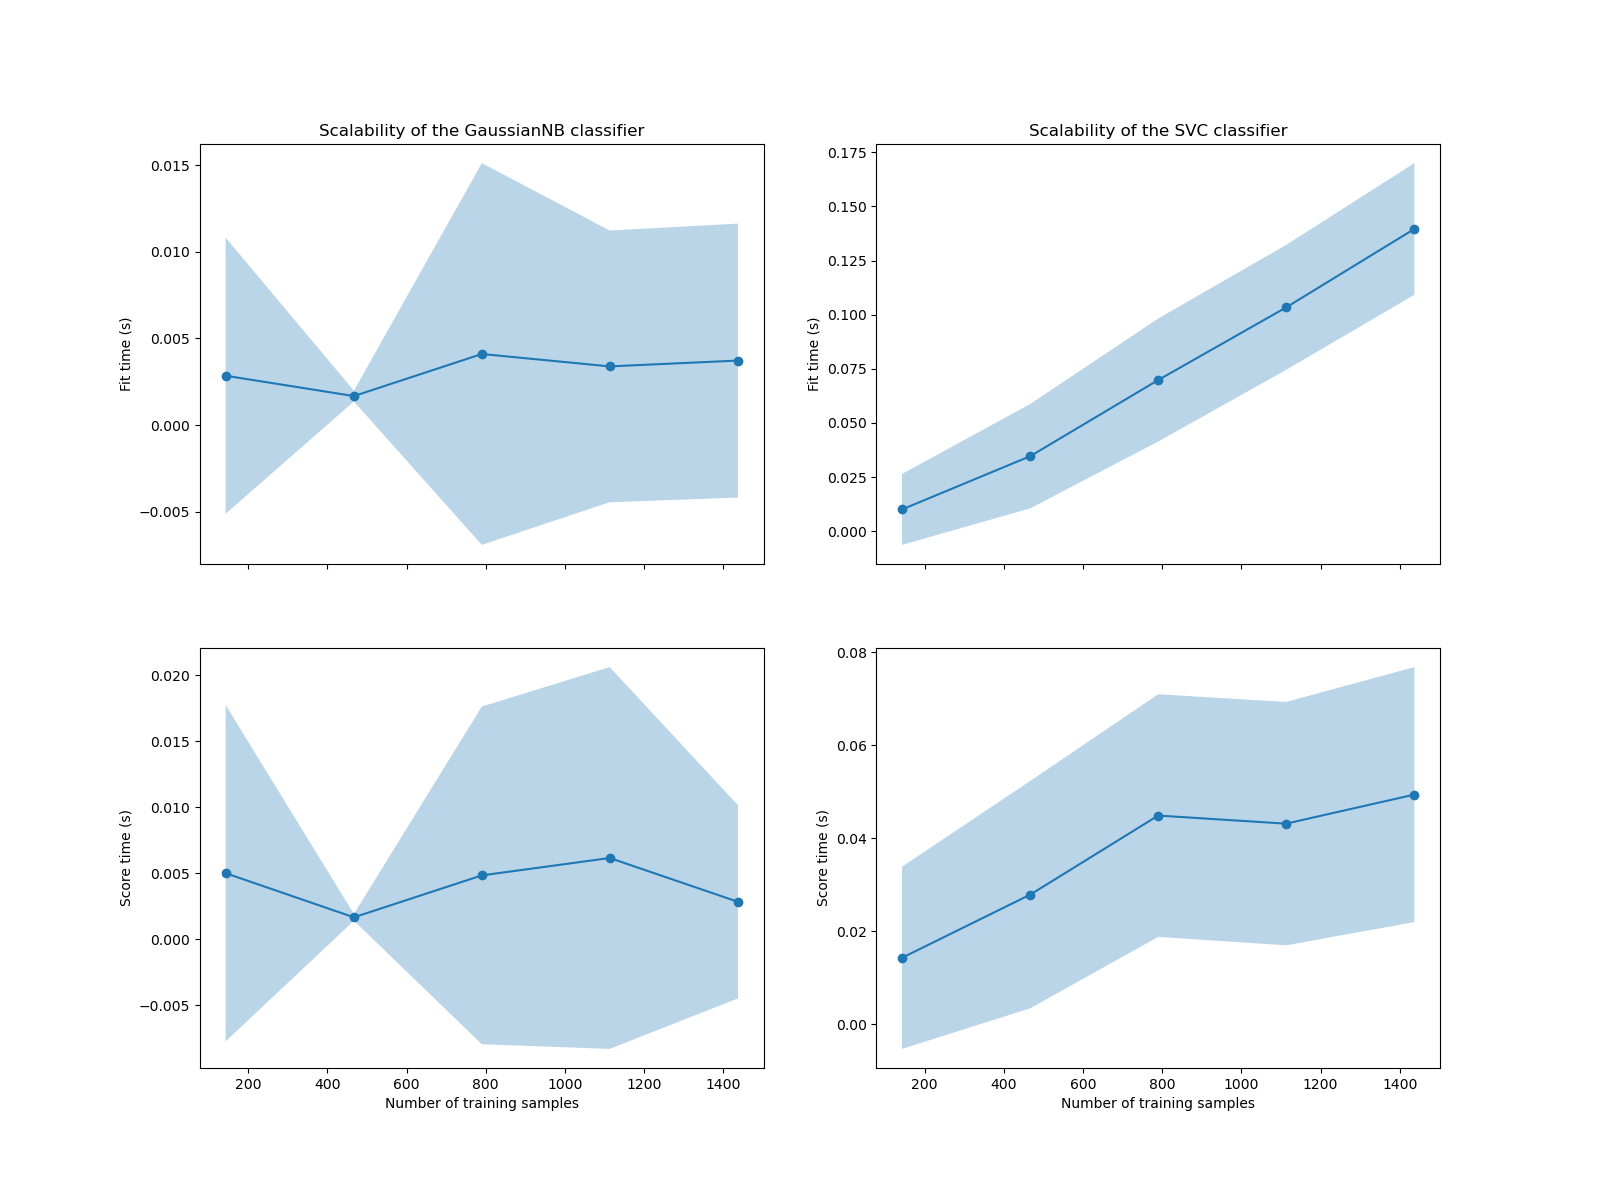 Scalability of the GaussianNB classifier
0.015
0.010
0.005
0.000
−0.005
Fit time (s)
Scalability of the SVC classifier
0.175
0.150
0.125
0.100
0.075
0.050
0.025
0.000
Fit time (s)
0.020
0.015
0.010
0.005
0.000
−0.005
Score time (s)
200 400 600 800 1000 1200 1400
Number of training samples
0.08
0.06
0.04
0.02
0.00
Score time (s)
200 400 600 800 1000 1200 1400
Number of training samples